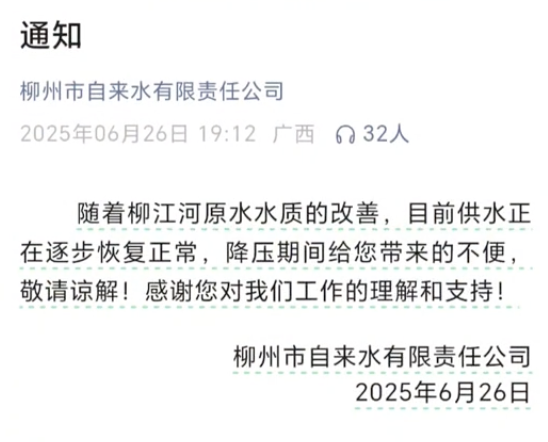 通知
柳州市自来水有限责任公司
2025年06月26日 19:12 广西 32人
随着柳江河原水水质的改善，目前供水正
在逐步恢复正常，降压期间给您带来的不便，
敬请谅解！感谢您对我们工作的理解和支持！
柳州市自来水有限责任公司
2025年6月26日